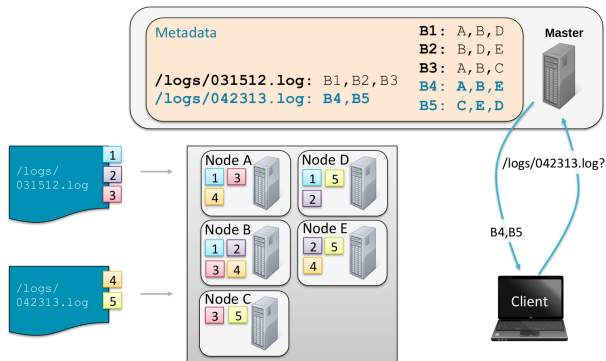 Metadata
B1: A,B,D
B2: B,D,E
B3: A,B,C
B4: A,B,E
B5: C,E,D
/logs/031512.log: B1,B2,B3
/logs/042313.log: B4,B5
Master
/logs/
031512.log
1
2
3
/logs/
042313.log
4
5
Node A
1 3
4
Node D
1 5
2
Node B
1 2
3 4
Node E
2 5
4
Node C
3 5
/logs/042313.log?
B4,B5
Client